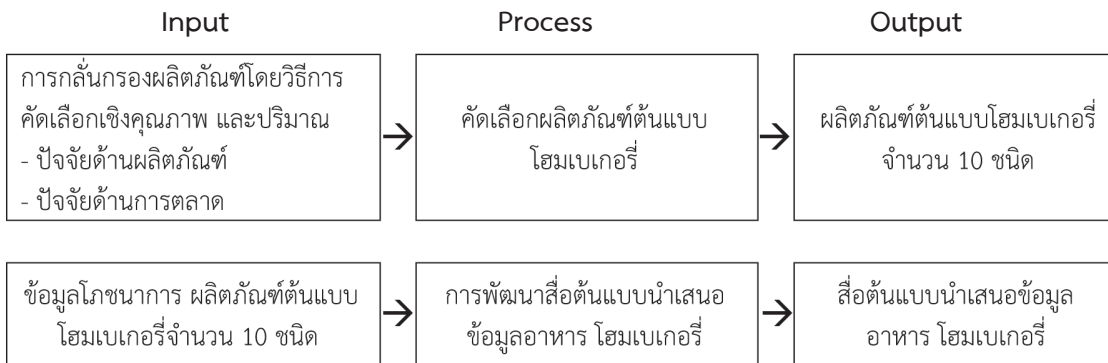 Input
Process
Output
การกลั่นกรองผลิตภัณฑ์โดยวิธีการ
คัดเลือกเชิงคุณภาพ และปริมาณ
- ปัจจัยด้านผลิตภัณฑ์
- ปัจจัยด้านการตลาด
คัดเลือกผลิตภัณฑ์ต้นแบบ
โฮมเบเกอรี่
ผลิตภัณฑ์ต้นแบบโฮมเบเกอรี่
จำนวน 10 ชนิด
ข้อมูลโภชนาการ ผลิตภัณฑ์ต้นแบบ
โฮมเบเกอรี่จำนวน 10 ชนิด
การพัฒนาสื่อต้นแบบนำเสนอ
ข้อมูลอาหาร โฮมเบเกอรี่
สื่อต้นแบบนำเสนอข้อมูล
อาหาร โฮมเบเกอรี่